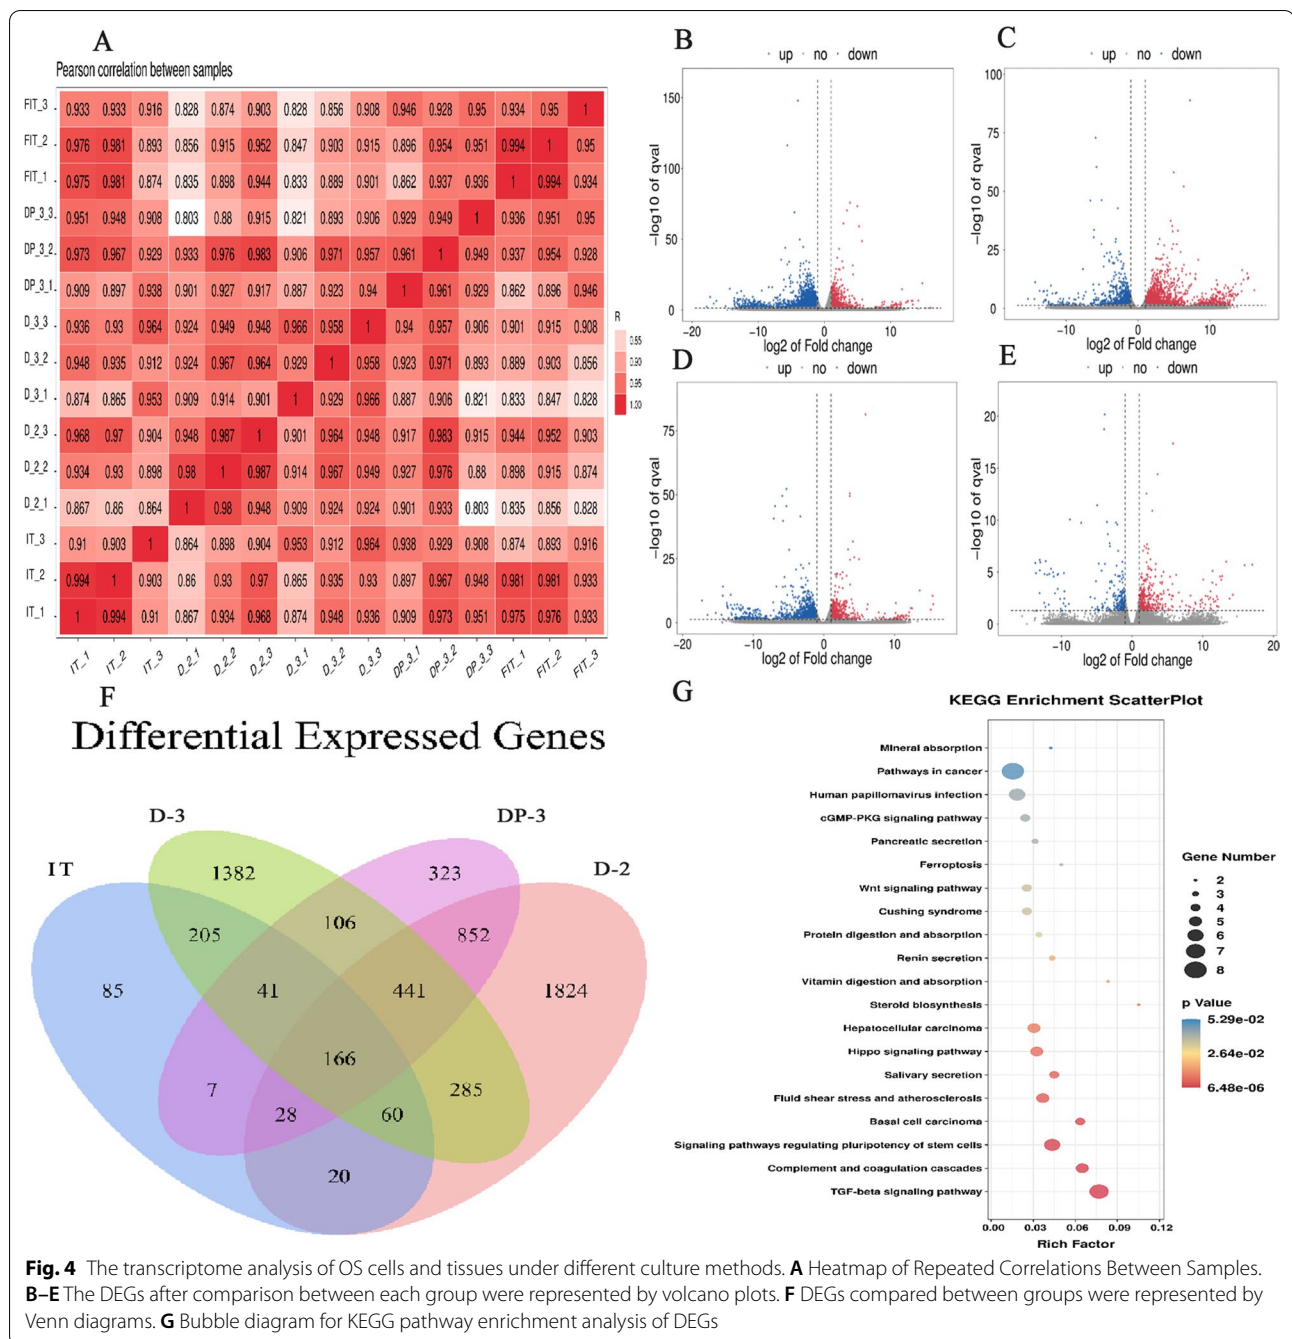 A
Pearson correlation between samples
FIT_3 0.933 0.933 0.916 0.828 0.874 0.903 0.828 0.856 0.908 0.946 0.928 0.95 0.934 0.95 1
FIT_2 0.976 0.981 0.893 0.856 0.915 0.952 0.847 0.903 0.915 0.896 0.954 0.951 0.994 1 0.95
FIT_1 0.975 0.981 0.874 0.835 0.898 0.944 0.833 0.889 0.901 0.862 0.937 0.936 1 0.994 0.934
DP_3_3 0.951 0.948 0.908 0.803 0.88 0.915 0.821 0.893 0.906 0.929 0.949 1 0.936 0.951 0.95
DP_3_2 0.973 0.967 0.929 0.933 0.976 0.983 0.906 0.971 0.957 0.961 1 0.949 0.937 0.954 0.928
DP_3_1 0.909 0.897 0.938 0.901 0.927 0.917 0.887 0.923 0.94 1 0.961 0.929 0.862 0.896 0.946
D_3_3 0.936 0.93 0.964 0.924 0.949 0.948 0.966 0.958 1 0.94 0.957 0.906 0.901 0.915 0.908
D_3_2 0.948 0.935 0.912 0.924 0.967 0.964 0.929 1 0.958 0.923 0.971 0.893 0.889 0.903 0.856
D_3_1 0.874 0.865 0.953 0.909 0.914 0.901 1 0.929 0.966 0.887 0.906 0.821 0.833 0.847 0.828
D_2_3 0.968 0.97 0.904 0.948 0.987 1 0.901 0.964 0.948 0.917 0.983 0.915 0.944 0.952 0.903
D_2_2 0.934 0.93 0.898 0.98 1 0.987 0.914 0.967 0.949 0.927 0.976 0.88 0.898 0.915 0.874
D_2_1 0.867 0.86 0.864 1 0.98 0.948 0.909 0.924 0.924 0.901 0.933 0.803 0.835 0.856 0.828
IT_3 0.91 0.903 1 0.864 0.898 0.904 0.953 0.912 0.964 0.938 0.929 0.908 0.874 0.893 0.916
IT_2 0.994 1 0.903 0.86 0.93 0.97 0.865 0.935 0.93 0.897 0.967 0.948 0.981 0.981 0.933
IT_1 1 0.994 0.91 0.867 0.934 0.968 0.874 0.948 0.936 0.909 0.973 0.951 0.975 0.976 0.933
IT_1 IT_2 IT_3 D_2_1 D_2_2 D_2_3 D_3_1 D_3_2 D_3_3 DP_3_1 DP_3_2 DP_3_3 FIT_1 FIT_2 FIT_3
R
0.85
0.90
0.95
1.00
B
up no down
−log10 of qval
150
100
50
0
−20 −10 0 10
log2 of Fold change
C
up no down
−log10 of qval
100
75
50
25
0
−10 0 10
log2 of Fold change
D
up no down
−log10 of qval
75
50
25
0
−20 −10 0 10
log2 of Fold change
E
up no down
−log10 of qval
20
15
10
5
0
−10 0 10 20
log2 of Fold change
F
Differential Expressed Genes
D-3
DP-3
IT
D-2
1382
323
106
205
852
85
41
441
1824
166
7
285
28
60
20
G
KEGG Enrichment ScatterPlot
Mineral absorption
Pathways in cancer
Human papillomavirus infection
cGMP-PKG signaling pathway
Pancreatic secretion
Ferroptosis
Wnt signaling pathway
Cushing syndrome
Protein digestion and absorption
Renin secretion
Vitamin digestion and absorption
Steroid biosynthesis
Hepatocellular carcinoma
Hippo signaling pathway
Salivary secretion
Fluid shear stress and atherosclerosis
Basal cell carcinoma
Signaling pathways regulating pluripotency of stem cells
Complement and coagulation cascades
TGF-beta signaling pathway
0.00 0.03 0.06 0.09 0.12
Rich Factor
Gene Number
2
3
4
5
6
7
8
p Value
5.29e-02
2.64e-02
6.48e-06
Fig. 4 The transcriptome analysis of OS cells and tissues under different culture methods. A Heatmap of Repeated Correlations Between Samples.
B–E The DEGs after comparison between each group were represented by volcano plots. F DEGs compared between groups were represented by
Venn diagrams. G Bubble diagram for KEGG pathway enrichment analysis of DEGs